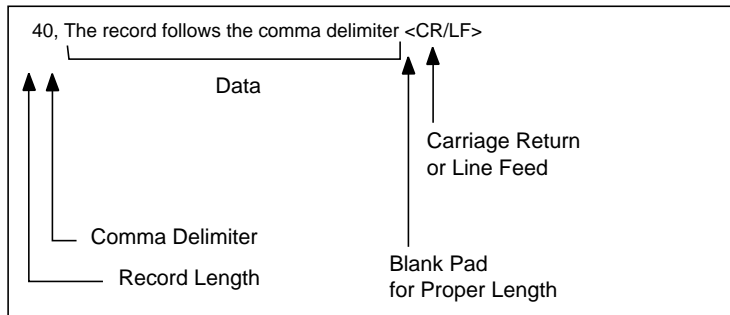 40, The record follows the comma delimiter <CR/LF>
Data
Carriage Return
or Line Feed
Comma Delimiter
Record Length
Blank Pad
for Proper Length